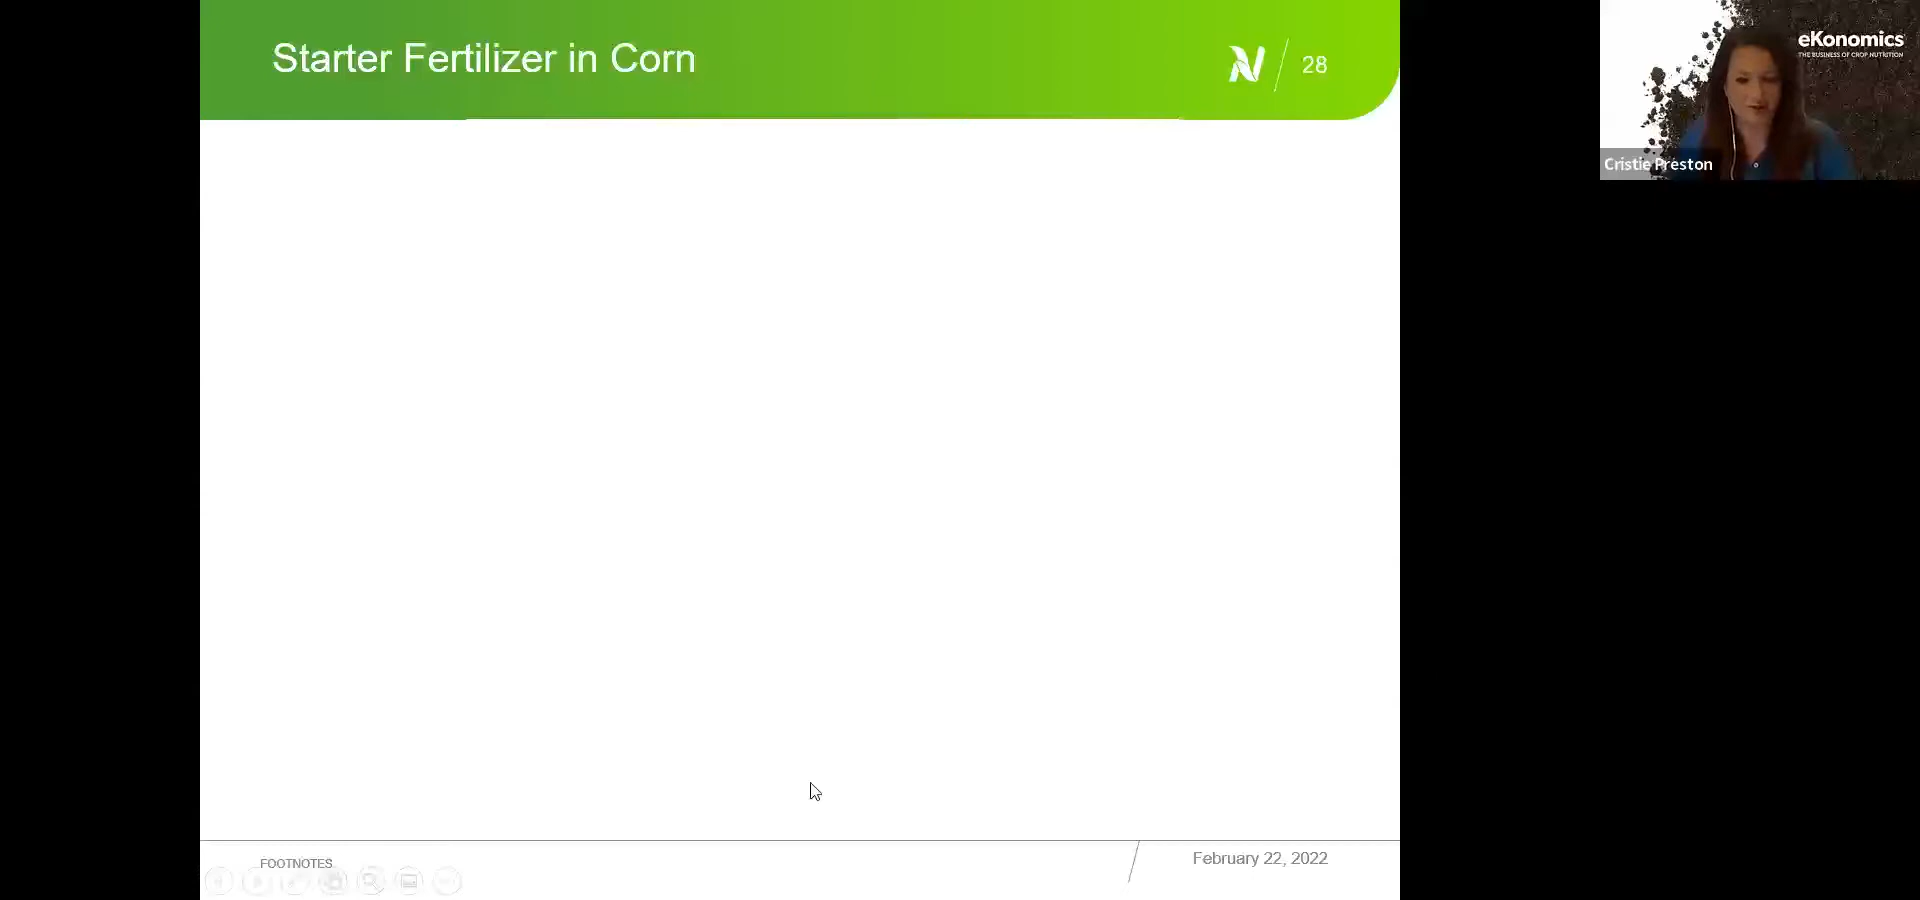 Starter Fertilizer in Corn
28
eKonomics
THE BUSINESS OF CROP NUTRITION
Cristie Preston
FOOTNOTES
February 22, 2022